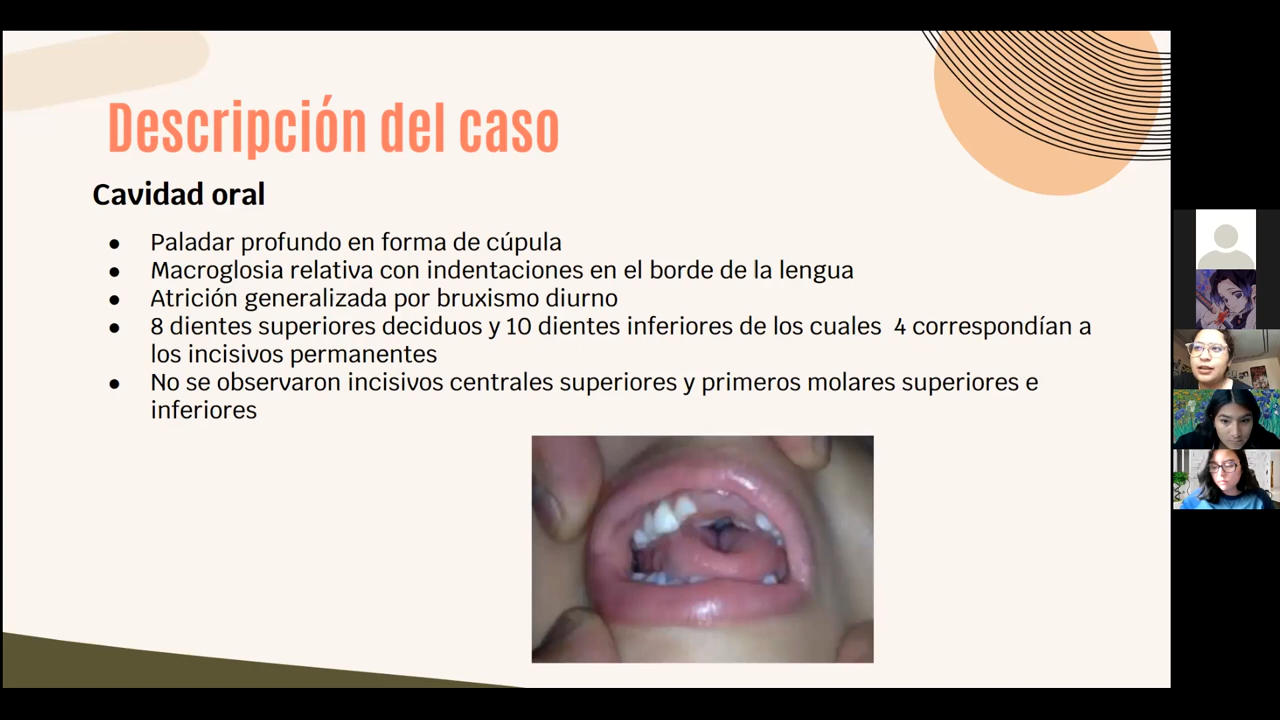 Descripción del caso
Cavidad oral
● Paladar profundo en forma de cúpula
● Macroglosia relativa con indentaciones en el borde de la lengua
● Atrición generalizada por bruxismo diurno
● 8 dientes superiores deciduos y 10 dientes inferiores de los cuales 4 correspondían a
los incisivos permanentes
● No se observaron incisivos centrales superiores y primeros molares superiores e
inferiores